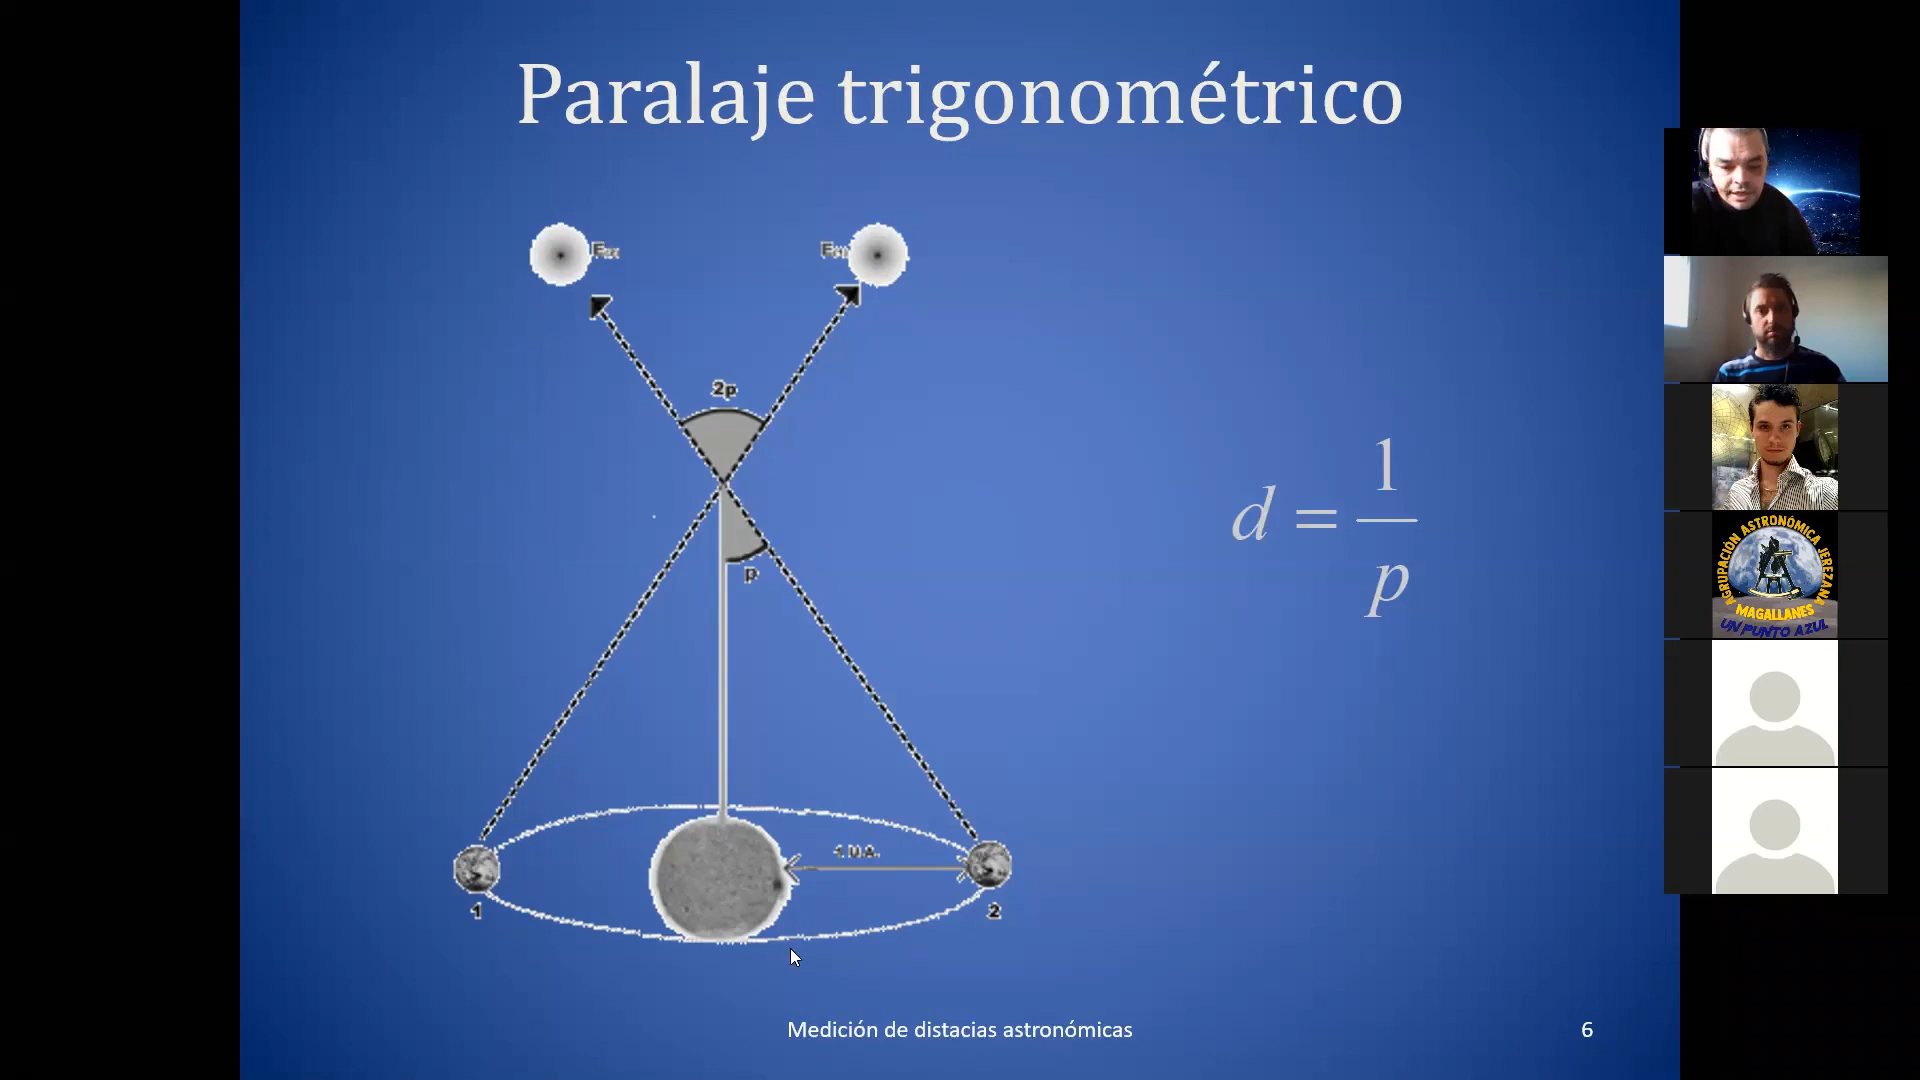 Paralaje trigonométrico
2p
p
d = 1/p
1 U.A.
1
2
Medición de distacias astronómicas
6
AGRUPACIÓN ASTRONÓMICA JEREZANA
MAGALLANES
UN PUNTO AZUL